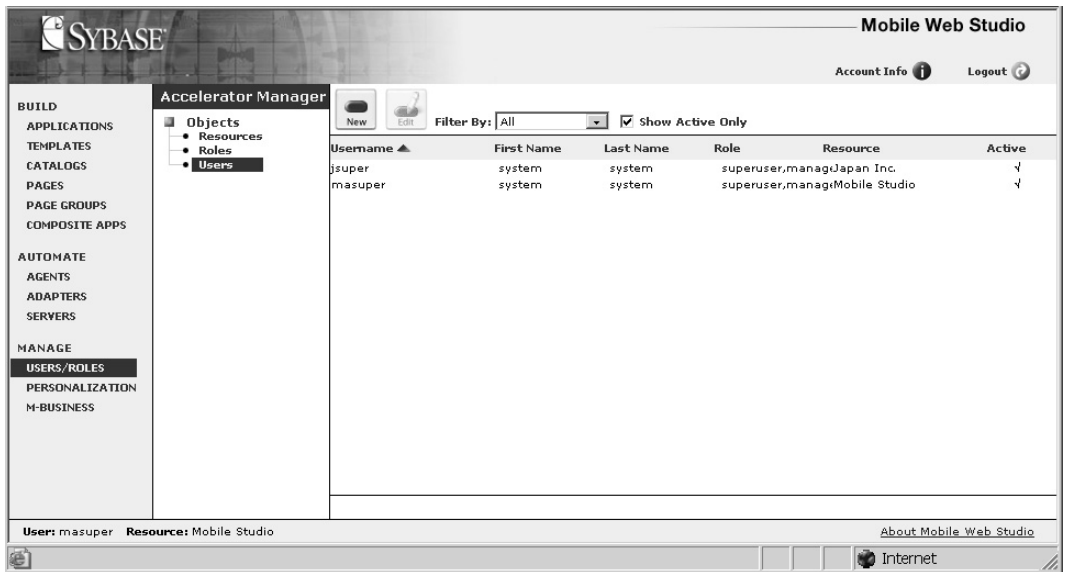 SYBASE
Mobile Web Studio
Account Info
Logout
BUILD
APPLICATIONS
TEMPLATES
CATALOGS
PAGES
PAGE GROUPS
COMPOSITE APPS
AUTOMATE
AGENTS
ADAPTERS
SERVERS
MANAGE
USERS/ROLES
PERSONALIZATION
M-BUSINESS
Accelerator Manager
Objects
Resources
Roles
Users
New Edit Filter By: All Show Active Only
Username First Name Last Name Role Resource Active
jsuper system system superuser,manag Japan Inc.
masuper system system superuser,manag Mobile Studio
User: masuper Resource: Mobile Studio
About Mobile Web Studio
Internet